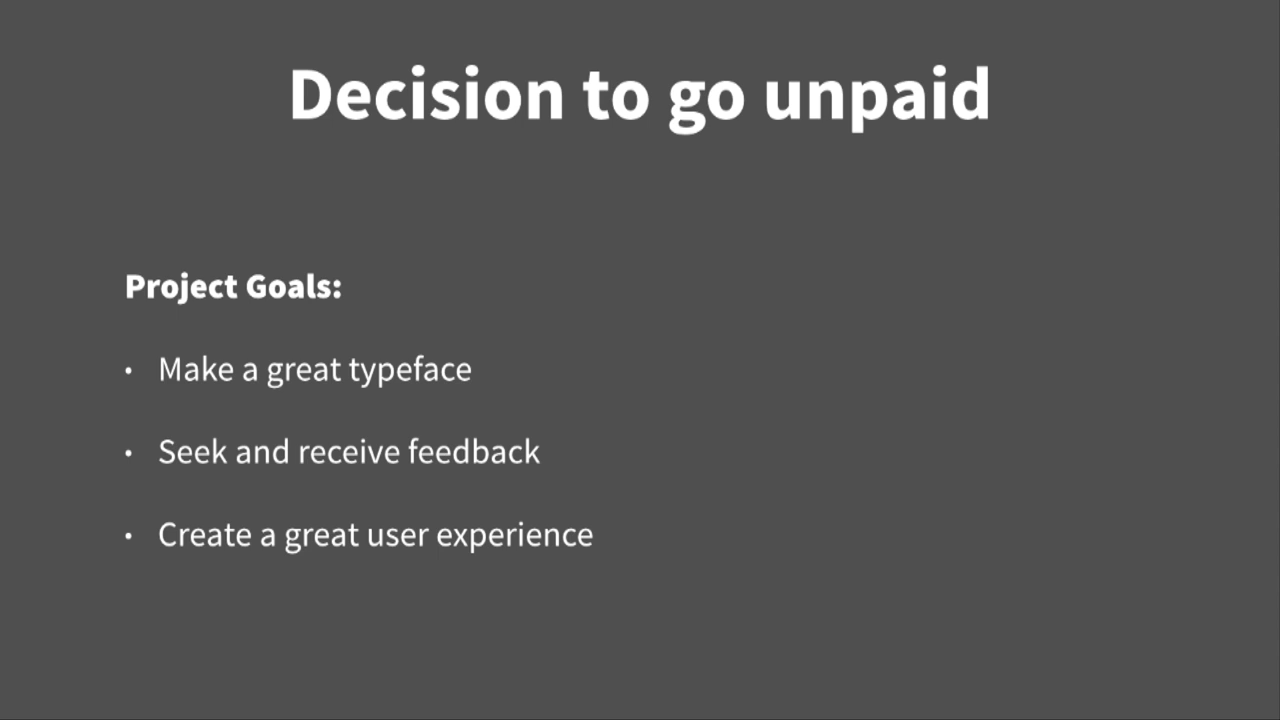 Decision to go unpaid
Project Goals:
• Make a great typeface
• Seek and receive feedback
• Create a great user experience